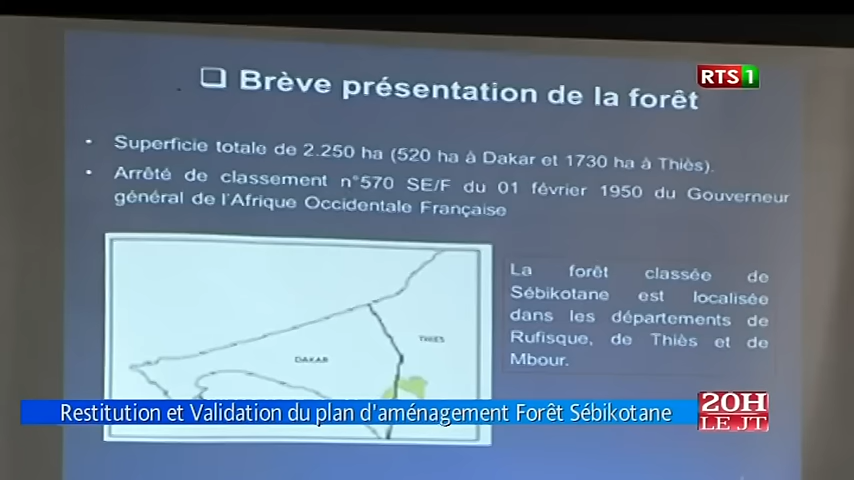 ❑ Brève présentation de la forêt
RTS 1
• Superficie totale de 2.250 ha (520 ha à Dakar et 1730 ha à Thiès).
• Arrêté de classement n°570 SE/F du 01 février 1950 du Gouverneur
général de l'Afrique Occidentale Française
La forêt classée de
Sébikotane est localisée
dans les départements de
Rufisque, de Thiès et de
Mbour.
THIES
DAKAR
Restitution et Validation du plan d'aménagement Forêt Sébikotane
20H
LE JT